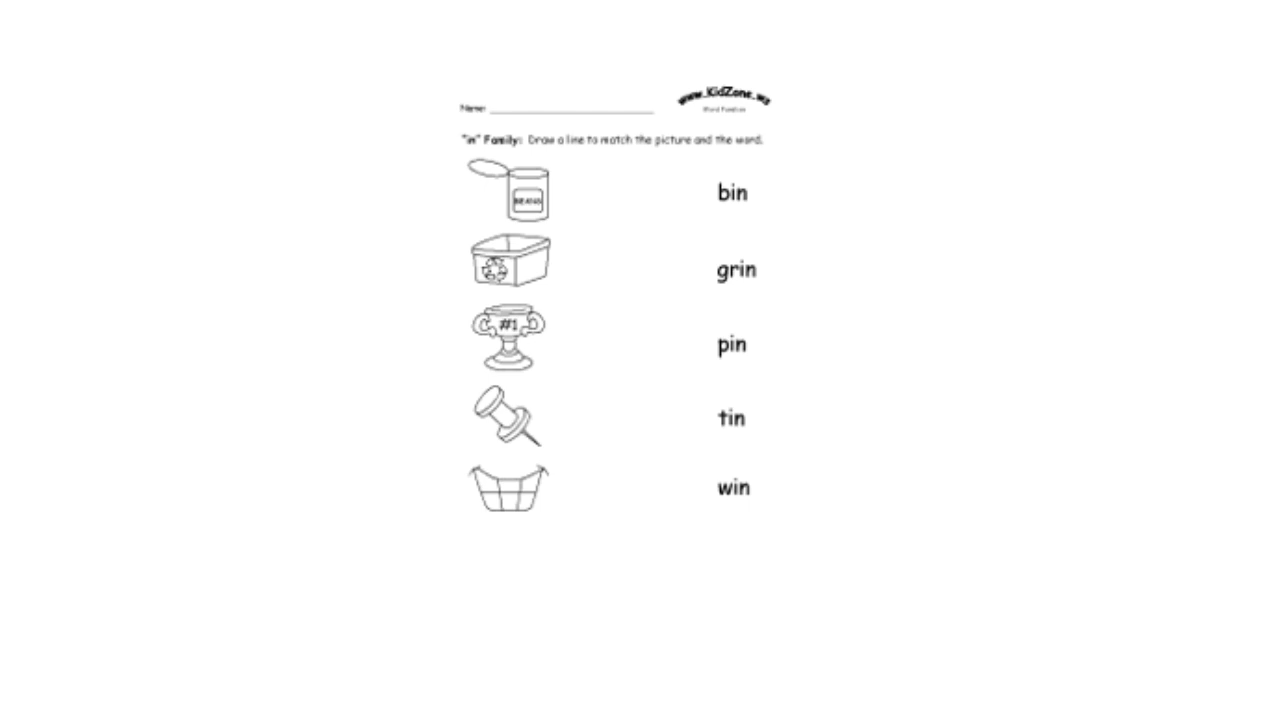 www.KidZone.ws
Name:
Word Families
"in" Family: Draw a line to match the picture and the word.
BEANS
bin
grin
#1
pin
tin
win